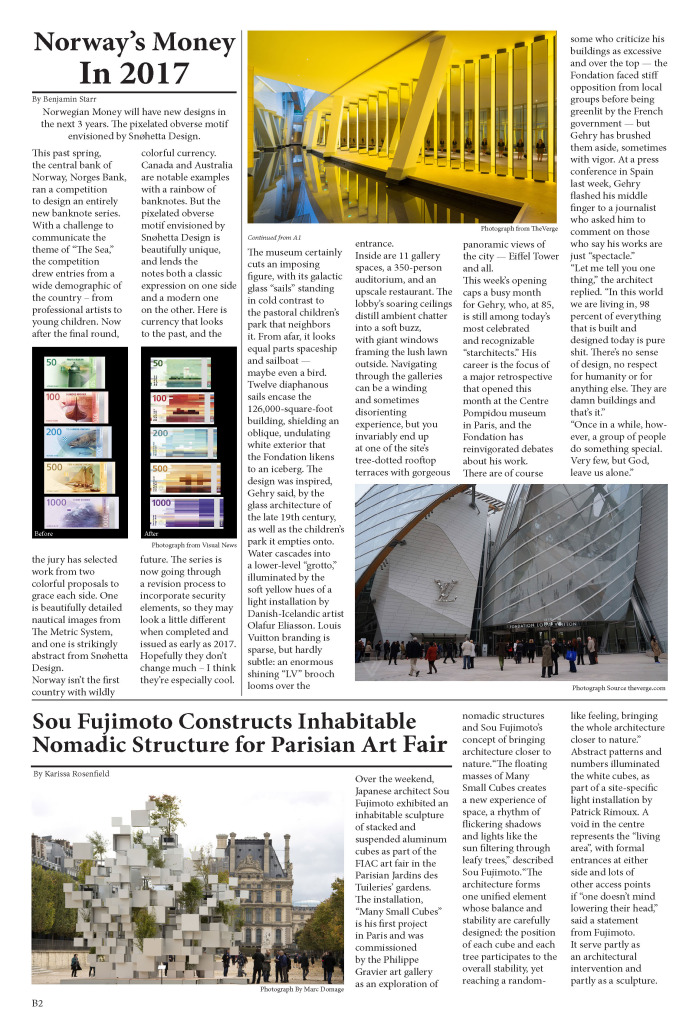 Norway’s Money
In 2017
By Benjamin Starr
Norwegian Money will have new designs in
the next 3 years. The pixelated obverse motif
envisioned by Snøhetta Design.
This past spring,
the central bank of
Norway, Norges Bank,
ran a competition
to design an entirely
new banknote series.
With a challenge to
communicate the
theme of “The Sea,”
the competition
drew entries from a
wide demographic of
the country – from
professional artists to
young children. Now
after the final round,
50
100
200
500
1000
Before
the jury has selected
work from two
colorful proposals to
grace each side. One
is beautifully detailed
nautical images from
The Metric System,
and one is strikingly
abstract from Snøhetta
Design.
Norway isn’t the first
country with wildly
colorful currency.
Canada and Australia
are notable examples
with a rainbow of
banknotes. But the
pixelated obverse
motif envisioned by
Snøhetta Design is
beautifully unique,
and lends the
notes both a classic
expression on one side
and a modern one
on the other. Here is
currency that looks
to the past, and the
50
100
200
500
1000
After
Photograph from Visual News
future. The series is
now going through
a revision process to
incorporate security
elements, so they may
look a little different
when completed and
issued as early as 2017.
Hopefully they don’t
change much – I think
they’re especially cool.
Photograph from TheVerge
Continued from A1
The museum certainly
cuts an imposing
figure, with its galactic
glass “sails” standing
in cold contrast to
the pastoral children’s
park that neighbors
it. From afar, it looks
equal parts spaceship
and sailboat —
maybe even a bird.
Twelve diaphanous
sails encase the
126,000-square-foot
building, shielding an
oblique, undulating
white exterior that
the Fondation likens
to an iceberg. The
design was inspired,
Gehry said, by the
glass architecture of
the late 19th century,
as well as the children’s
park it empties onto.
Water cascades into
a lower-level “grotto,”
illuminated by the
soft yellow hues of a
light installation by
Danish-Icelandic artist
Olafur Eliasson. Louis
Vuitton branding is
sparse, but hardly
subtle: an enormous
shining “LV” brooch
looms over the
entrance.
Inside are 11 gallery
spaces, a 350-person
auditorium, and an
upscale restaurant. The
lobby’s soaring ceilings
distill ambient chatter
into a soft buzz,
with giant windows
framing the lush lawn
outside. Navigating
through the galleries
can be a winding
and sometimes
disorienting
experience, but you
invariably end up
at one of the site’s
tree-dotted rooftop
terraces with gorgeous
panoramic views of
the city — Eiffel Tower
and all.
This week’s opening
caps a busy month
for Gehry, who, at 85,
is still among today’s
most celebrated
and recognizable
“starchitects.” His
career is the focus of
a major retrospective
that opened this
month at the Centre
Pompidou museum
in Paris, and the
Fondation has
reinvigorated debates
about his work.
There are of course
some who criticize his
buildings as excessive
and over the top — the
Fondation faced stiff
opposition from local
groups before being
greenlit by the French
government — but
Gehry has brushed
them aside, sometimes
with vigor. At a press
conference in Spain
last week, Gehry
flashed his middle
finger to a journalist
who asked him to
comment on those
who say his works are
just “spectacle.”
“Let me tell you one
thing,” the architect
replied. “In this world
we are living in, 98
percent of everything
that is built and
designed today is pure
shit. There’s no sense
of design, no respect
for humanity or for
anything else. They are
damn buildings and
that’s it.”
“Once in a while, how-
ever, a group of people
do something special.
Very few, but God,
leave us alone.”
LV
FONDATION LOUIS VUITTON
Photograph Source theverge.com
Sou Fujimoto Constructs Inhabitable
Nomadic Structure for Parisian Art Fair
By Karissa Rosenfield
Photograph By Marc Domage
Over the weekend,
Japanese architect Sou
Fujimoto exhibited an
inhabitable sculpture
of stacked and
suspended aluminum
cubes as part of the
FIAC art fair in the
Parisian Jardins des
Tuileries’ gardens.
The installation,
“Many Small Cubes”
is his first project
in Paris and was
commissioned
by the Philippe
Gravier art gallery
as an exploration of
nomadic structures
and Sou Fujimoto’s
concept of bringing
architecture closer to
nature.“The floating
masses of Many
Small Cubes creates
a new experience of
space, a rhythm of
flickering shadows
and lights like the
sun filtering through
leafy trees,” described
Sou Fujimoto.“The
architecture forms
one unified element
whose balance and
stability are carefully
designed: the position
of each cube and each
tree participates to the
overall stability, yet
reaching a random-
like feeling, bringing
the whole architecture
closer to nature.”
Abstract patterns and
numbers illuminated
the white cubes, as
part of a site-specific
light installation by
Patrick Rimoux. A
void in the centre
represents the “living
area”, with formal
entrances at either
side and lots of
other access points
if “one doesn’t mind
lowering their head,”
said a statement
from Fujimoto.
It serve partly as
an architectural
intervention and
partly as a sculpture.
B2